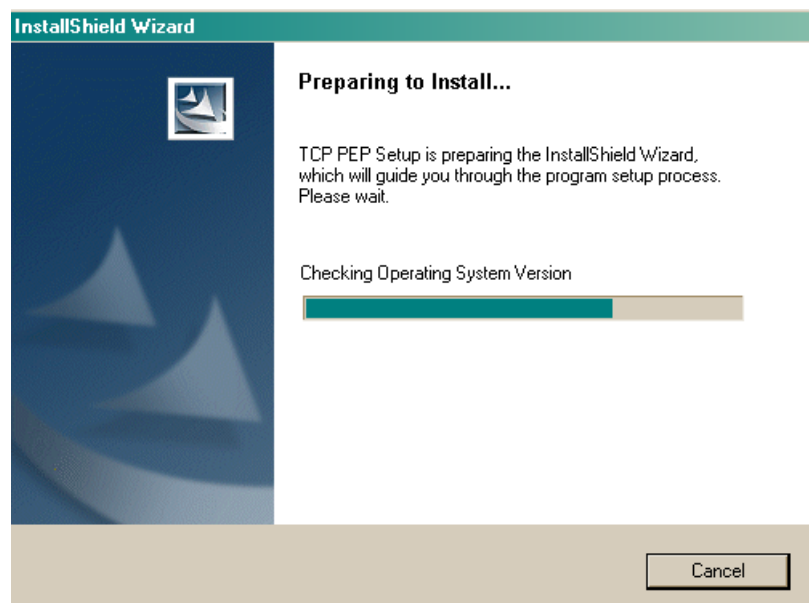 InstallShield Wizard
Preparing to Install...
TCP PEP Setup is preparing the InstallShield Wizard,
which will guide you through the program setup process.
Please wait.
Checking Operating System Version
Cancel